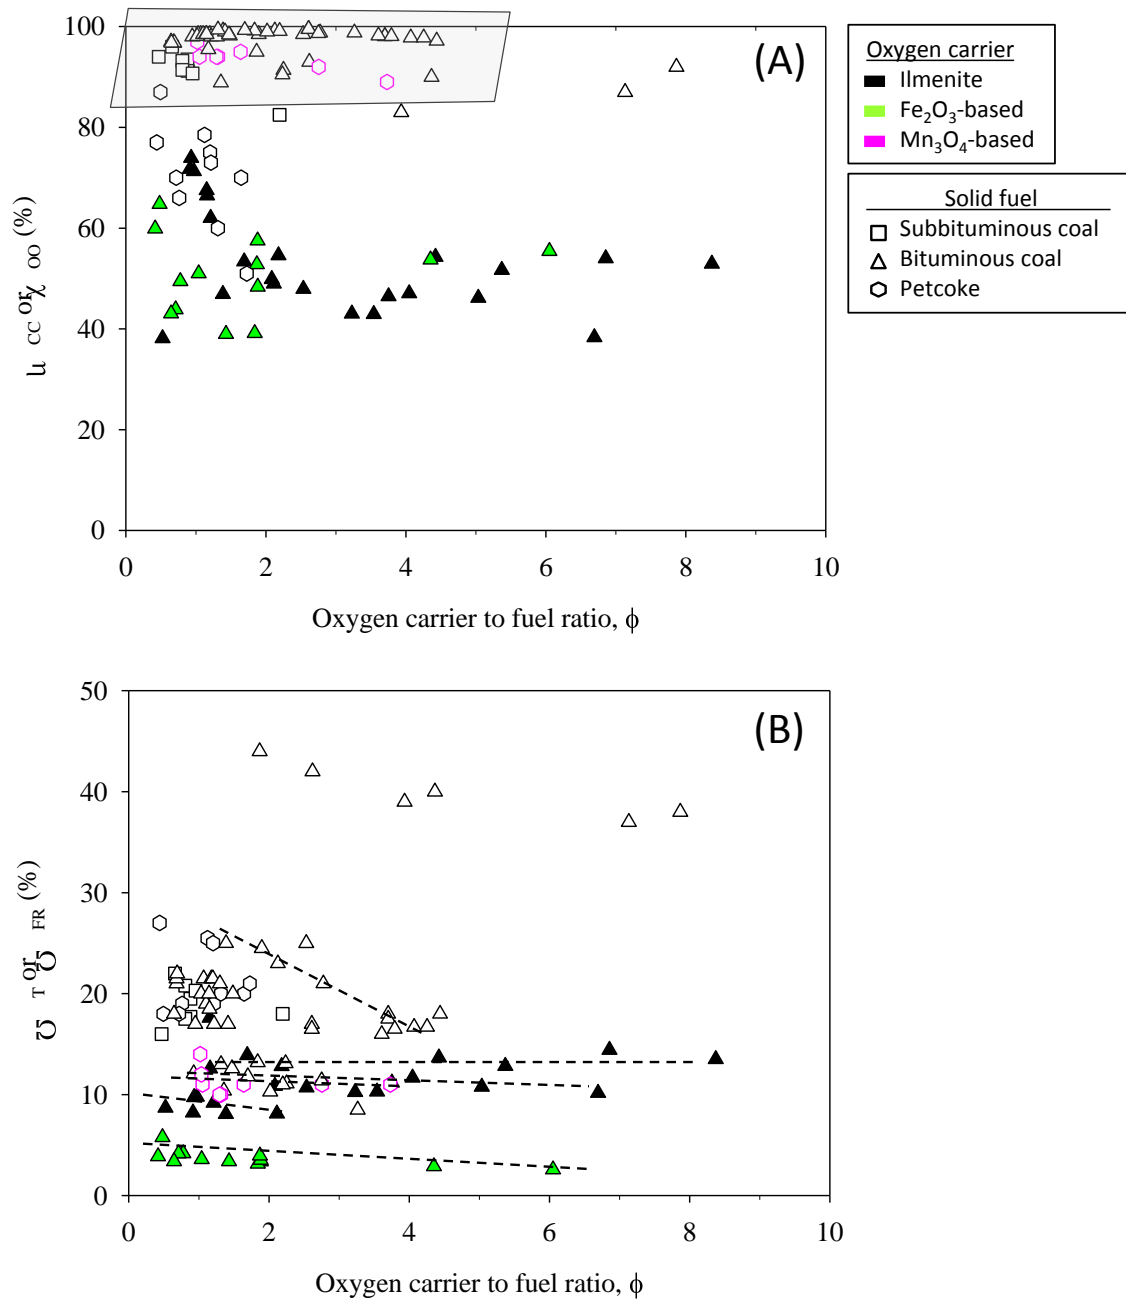 100
80
60
40
20
0
0
2
4
6
8
10
(A)
CC or χ OO (%)
Oxygen carrier to fuel ratio, ϕ
Oxygen carrier
Ilmenite
Fe2O3-based
Mn3O4-based
Solid fuel
Subbituminous coal
Bituminous coal
Petcoke
50
40
30
20
10
0
0
2
4
6
8
10
(B)
T or FR (%)
Oxygen carrier to fuel ratio, ϕ